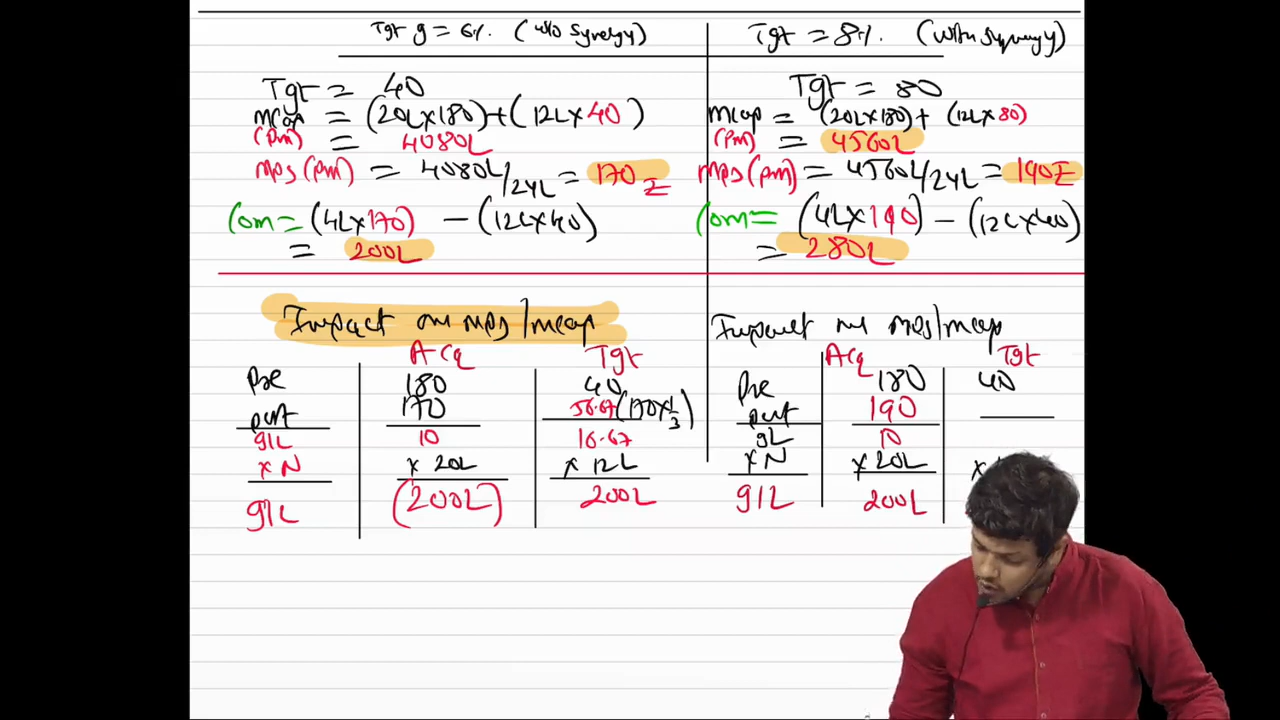 Tgt g = 6%. (w/o Synergy)
Tgt = 40
mcap = (20L×180)+(12L×40)
(Pm) = 4080L
MPS (pm) = 4080L/24L = 170
Com = (4L×170) - (12L×40)
= 200L
Impact on MPS/mcap
Acq Tgt
Pre 180 40
post 170 56.67 (170×1/3)
g/L 10 16.67
×N × 20L × 12L
g/L (200L) 200L
Tgt = 8%. (with synergy)
Tgt = 80
mcap = (20L×180)+ (12L×80)
(Pm) = 4560L
MPS (pm) = 4560L/24L = 190
Com = (4L×190) - (12L×40)
= 280L
Impact on MPS/mcap
Acq Tgt
Pre 180 40
post 190
g/L 10
×N ×20L ×
g/L 200L